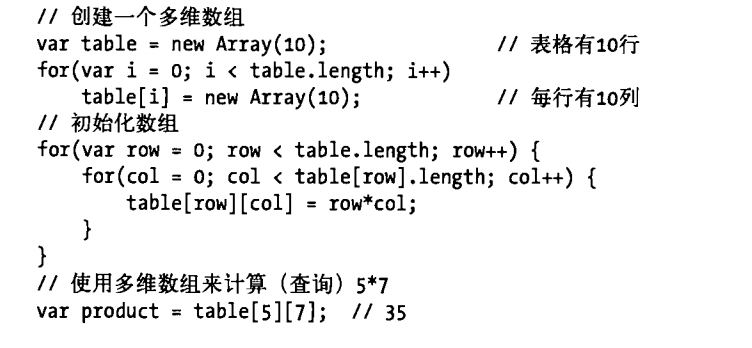 // 创建一个多维数组
var table = new Array(10);                // 表格有10行
for(var i = 0; i < table.length; i++)
    table[i] = new Array(10);             // 每行有10列
// 初始化数组
for(var row = 0; row < table.length; row++) {
    for(col = 0; col < table[row].length; col++) {
        table[row][col] = row*col;
    }
}
// 使用多维数组来计算（查询）5*7
var product = table[5][7];  // 35